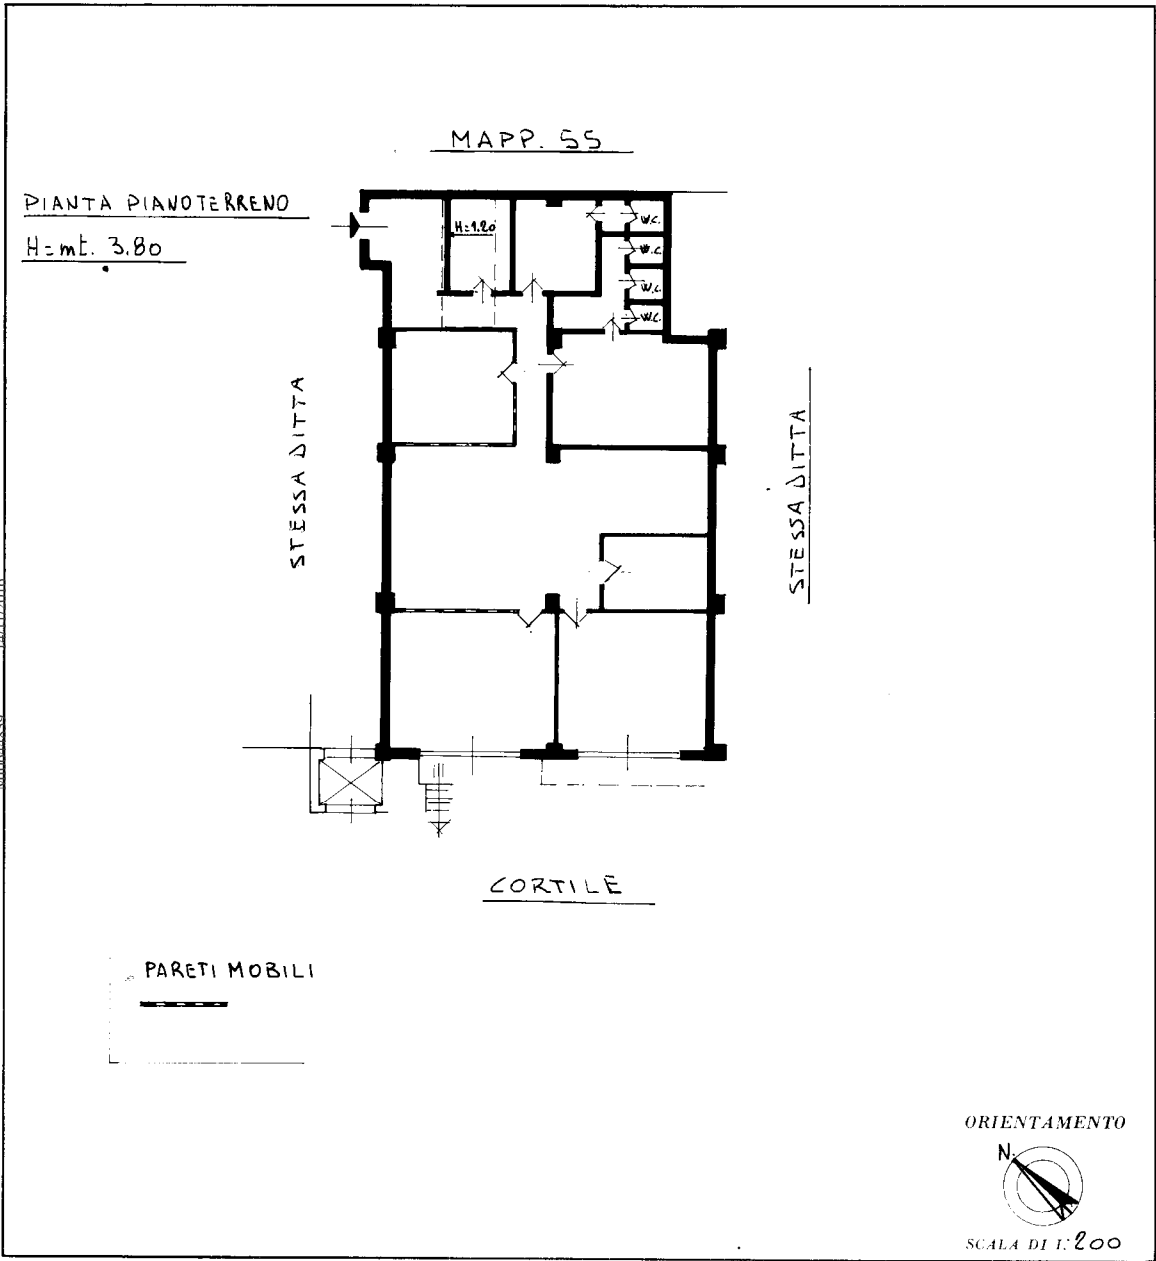 MAPP. 55
PIANTA PIANOTERRENO
H=mt. 3.80
H=1.20
W.C.
W.C.
W.C.
W.C.
STESSA DITTA
STESSA DITTA
CORTILE
PARETI MOBILI
ORIENTAMENTO
N.
SCALA DI 1:200